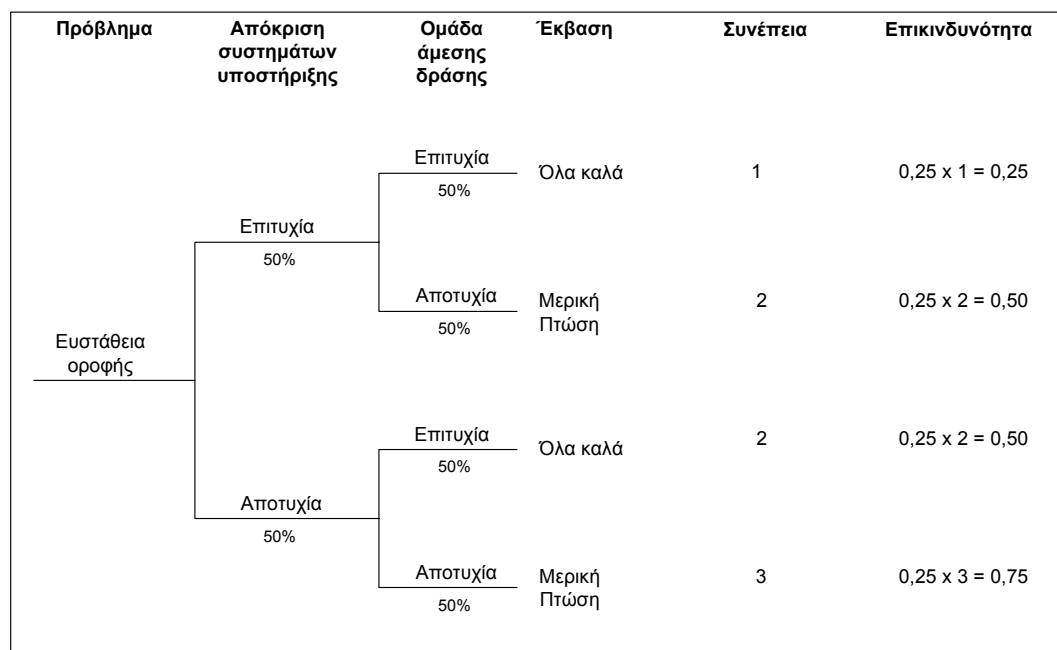 Πρόβλημα
Απόκριση
συστημάτων
υποστήριξης
Ομάδα
άμεσης
δράσης
Έκβαση
Συνέπεια
Επικινδυνότητα
Επιτυχία
50%
Όλα καλά
1
0,25 x 1 = 0,25
Επιτυχία
50%
Αποτυχία
50%
Μερική
Πτώση
2
0,25 x 2 = 0,50
Ευστάθεια
οροφής
Επιτυχία
50%
Όλα καλά
2
0,25 x 2 = 0,50
Αποτυχία
50%
Αποτυχία
50%
Μερική
Πτώση
3
0,25 x 3 = 0,75